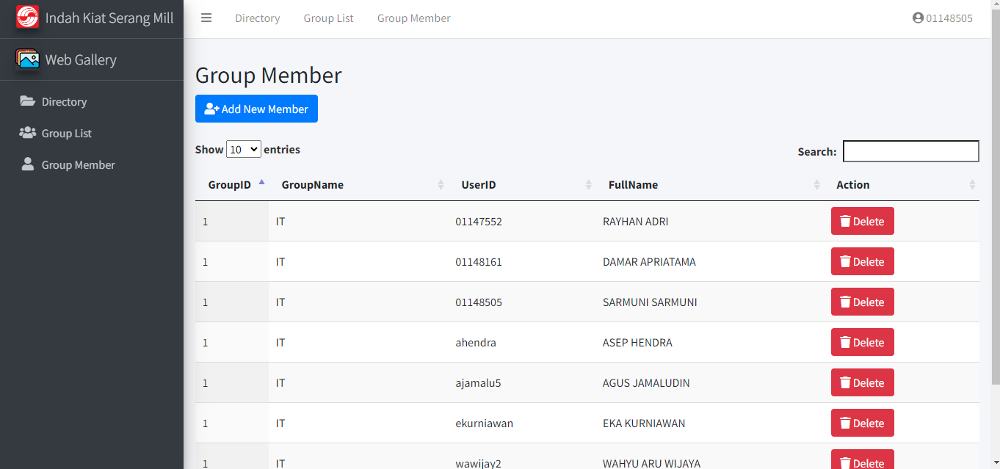 Indah Kiat Serang Mill
Directory Group List Group Member 01148505
Web Gallery
Directory
Group List
Group Member
Group Member
Add New Member
Show 10 entries
Search:
GroupID GroupName UserID FullName Action
1 IT 01147552 RAYHAN ADRI Delete
1 IT 01148161 DAMAR APRIATAMA Delete
1 IT 01148505 SARMUNI SARMUNI Delete
1 IT ahendra ASEP HENDRA Delete
1 IT ajamalu5 AGUS JAMALUDIN Delete
1 IT ekurniawan EKA KURNIAWAN Delete
1 IT wawijay2 WAHYU ARU WIJAYA Delete